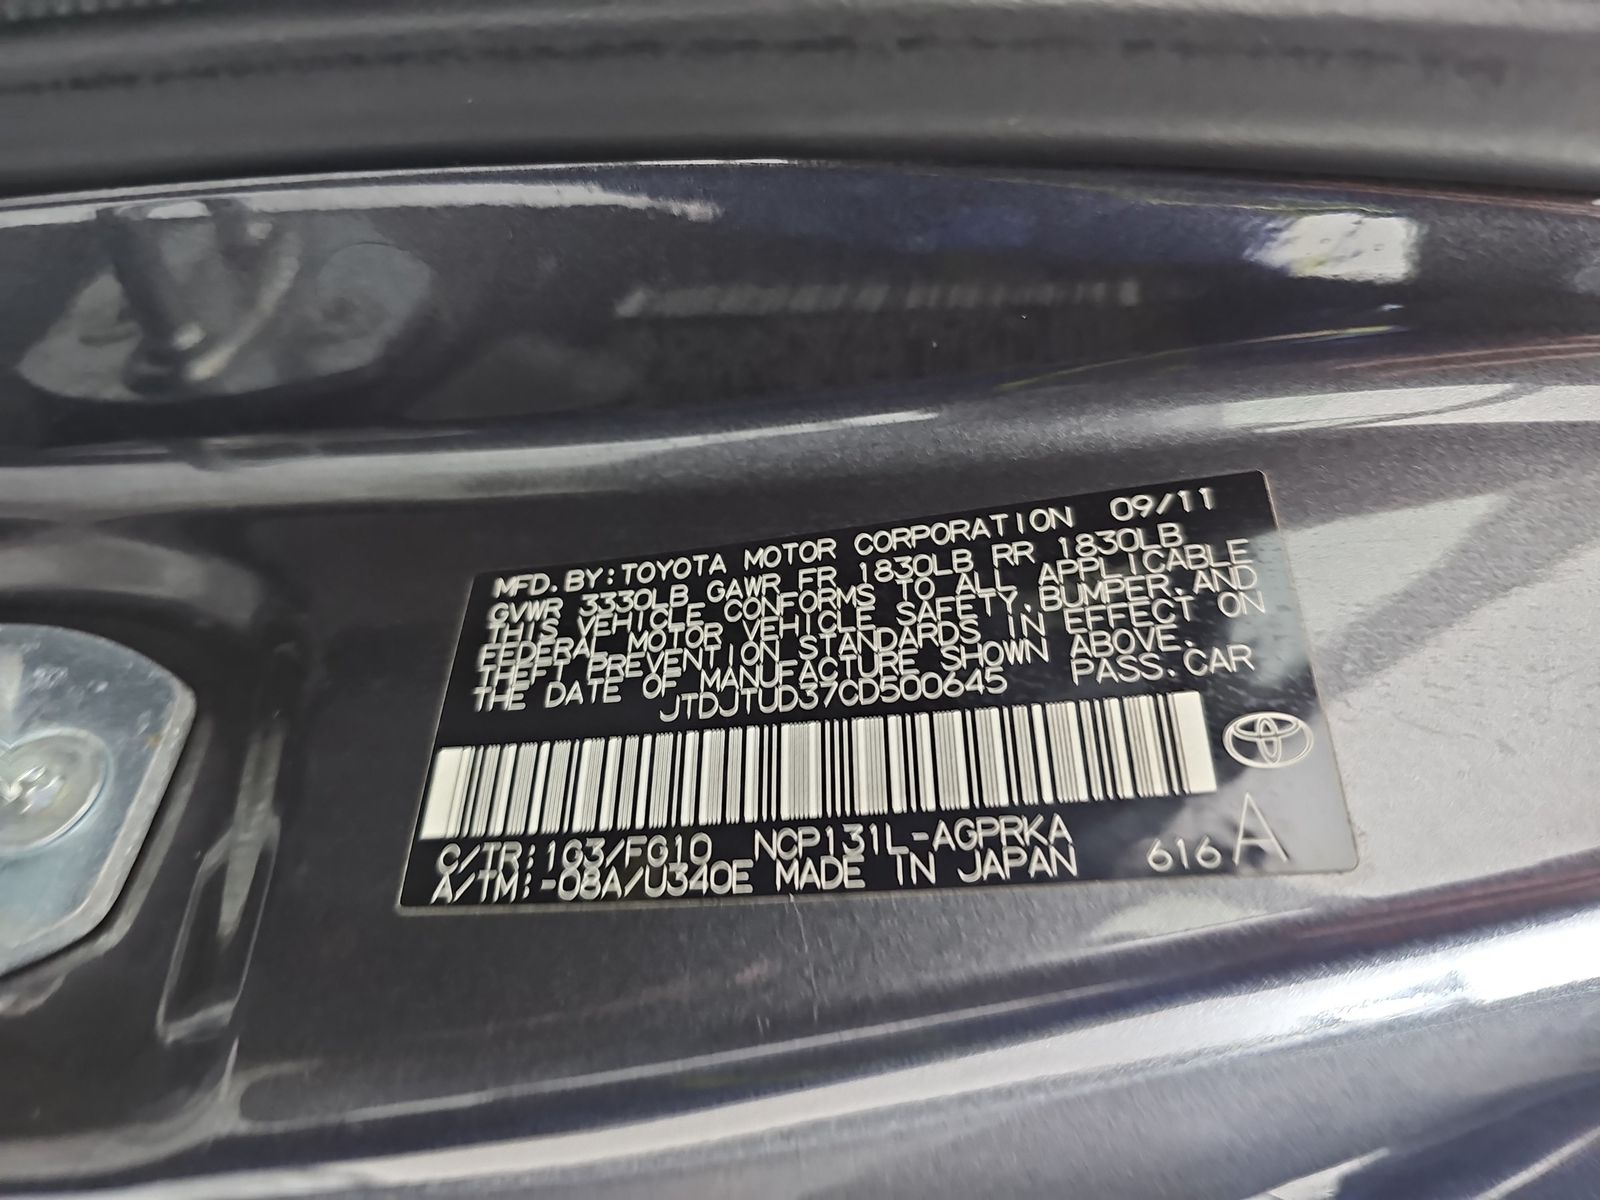 MFD. BY: TOYOTA MOTOR CORPORATION 09/11
GVWR 3330LB GAWR FR 1830LB RR 1830LB
THIS VEHICLE CONFORMS TO ALL APPLICABLE
FEDERAL MOTOR VEHICLE SAFETY, BUMPER, AND
THEFT PREVENTION STANDARDS IN EFFECT ON
THE DATE OF MANUFACTURE SHOWN ABOVE.
JTDJTUD37CD500645 PASS. CAR
C/TR: 1G3/FG10 NCP131L-AGPRKA
A/TM: -08A/U340E MADE IN JAPAN 616 A